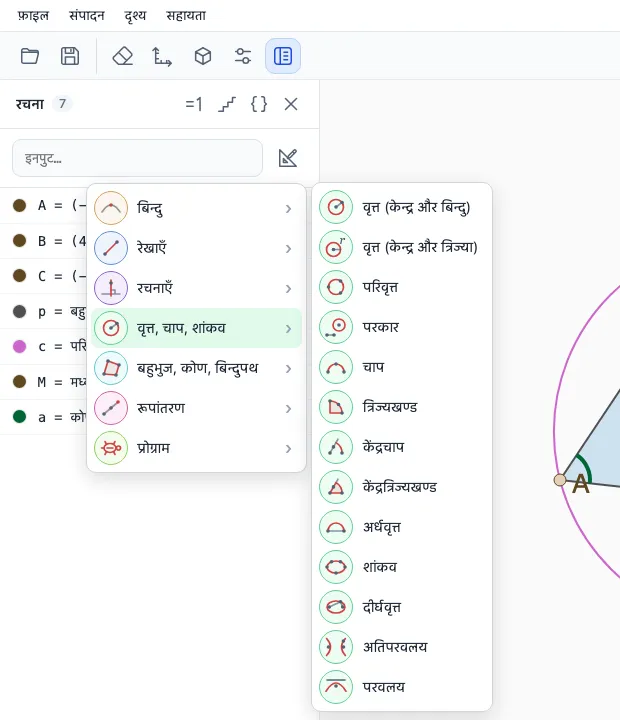 फ़ाइल संपादन दृश्य सहायता
रचना 7
=1 { }
इनपुट...
A = (−
B = (4
C = (−
p = बहु
c = परि
M = मध
a = को
बिन्दु
रेखाएँ
रचनाएँ
वृत्त, चाप, शांकव
बहुभुज, कोण, बिन्दुपथ
रूपांतरण
प्रोग्राम
वृत्त (केन्द्र और बिन्दु)
वृत्त (केन्द्र और त्रिज्या)
परिवृत्त
परकार
चाप
त्रिज्यखण्ड
केंद्रचाप
केंद्रत्रिज्यखण्ड
अर्धवृत्त
शांकव
दीर्घवृत्त
अतिपरवलय
परवलय
r
A